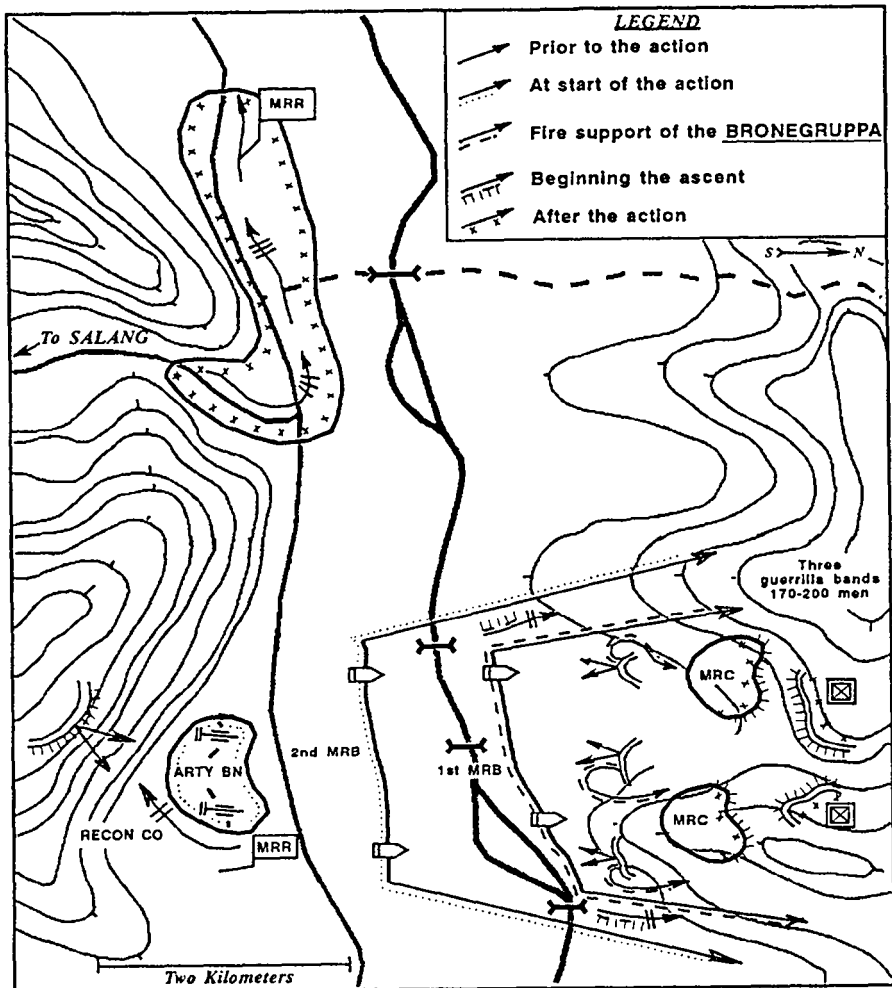 LEGEND
Prior to the action
At start of the action
Fire support of the BRONEGRUPPA
Beginning the ascent
After the action
MRR
S
N
To SALANG
Three
guerrilla bands
170-200 men
MRC
2nd MRB
1st MRB
ARTY BN
MRC
RECON CO
MRR
Two Kilometers